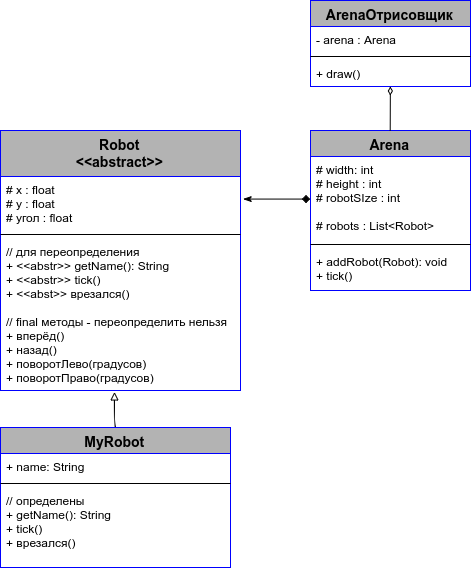 ArenaОтрисовщик
- arena : Arena
+ draw()
Robot
<<abstract>>
# x : float
# y : float
# угол : float
// для переопределения
+ <<abstr>> getName(): String
+ <<abstr>> tick()
+ <<abst>> врезался()
// final методы - переопределить нельзя
+ вперёд()
+ назад()
+ поворотЛево(градусов)
+ поворотПраво(градусов)
Arena
# width: int
# height : int
# robotSIze : int
# robots : List<Robot>
+ addRobot(Robot): void
+ tick()
MyRobot
+ name: String
// определены
+ getName(): String
+ tick()
+ врезался()